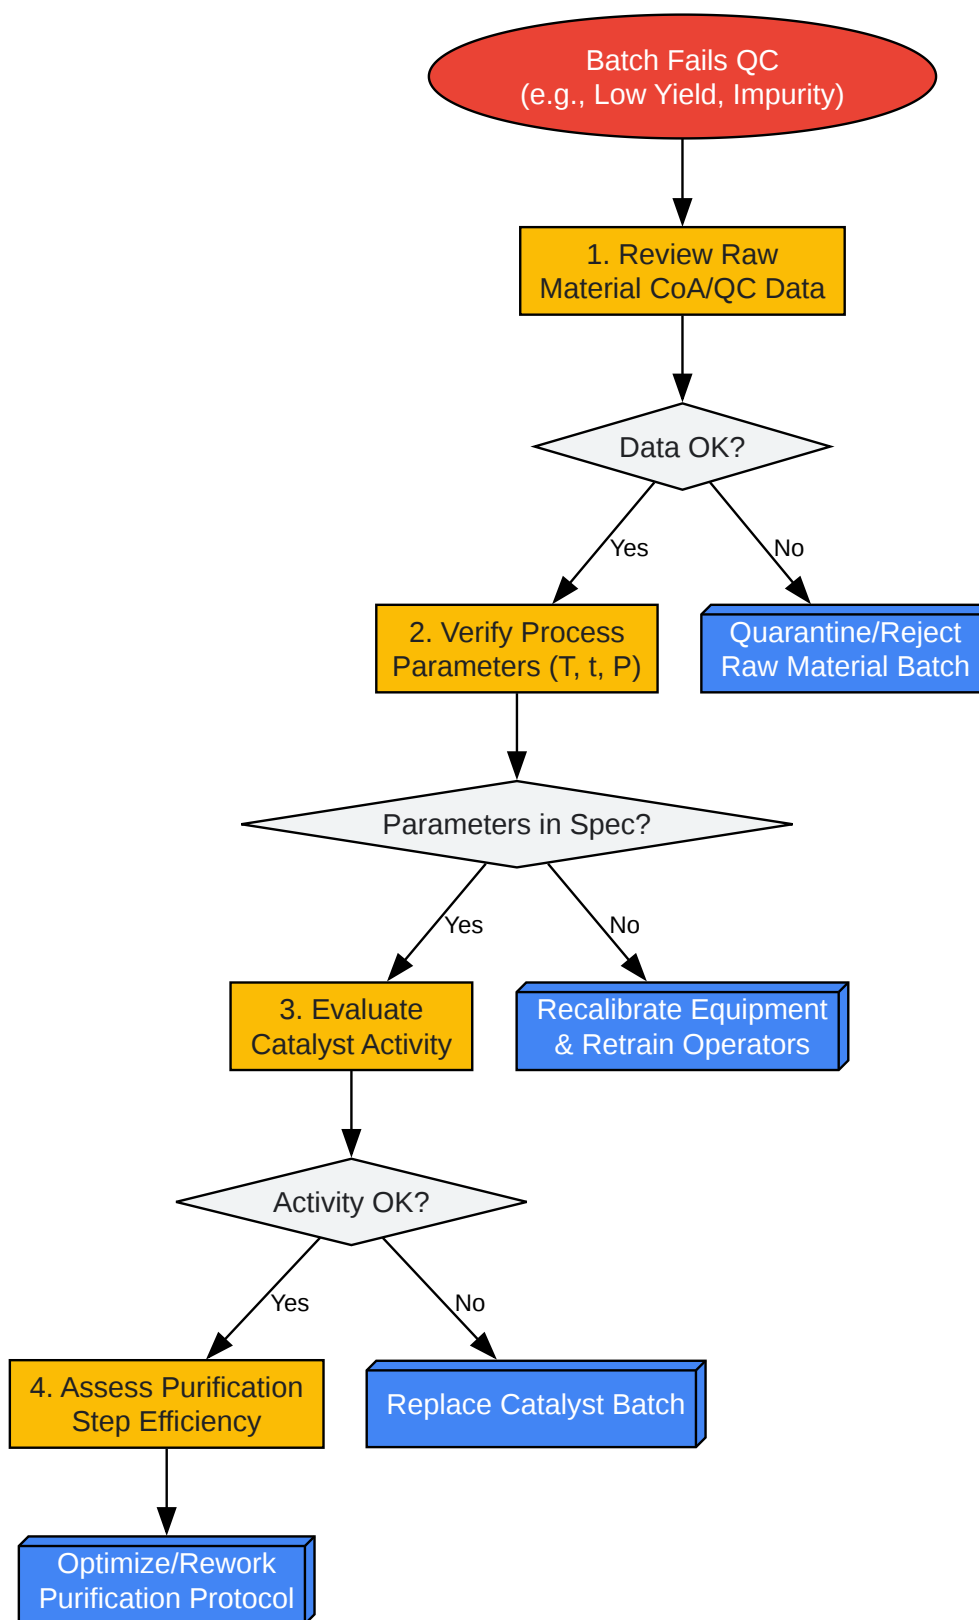 Batch Fails QC
(e.g., Low Yield, Impurity)
1. Review Raw
Material CoA/QC Data
Data OK?
Yes
No
2. Verify Process
Parameters (T, t, P)
Quarantine/Reject
Raw Material Batch
Parameters in Spec?
Yes
No
3. Evaluate
Catalyst Activity
Recalibrate Equipment
& Retrain Operators
Activity OK?
Yes
No
4. Assess Purification
Step Efficiency
Replace Catalyst Batch
Optimize/Rework
Purification Protocol